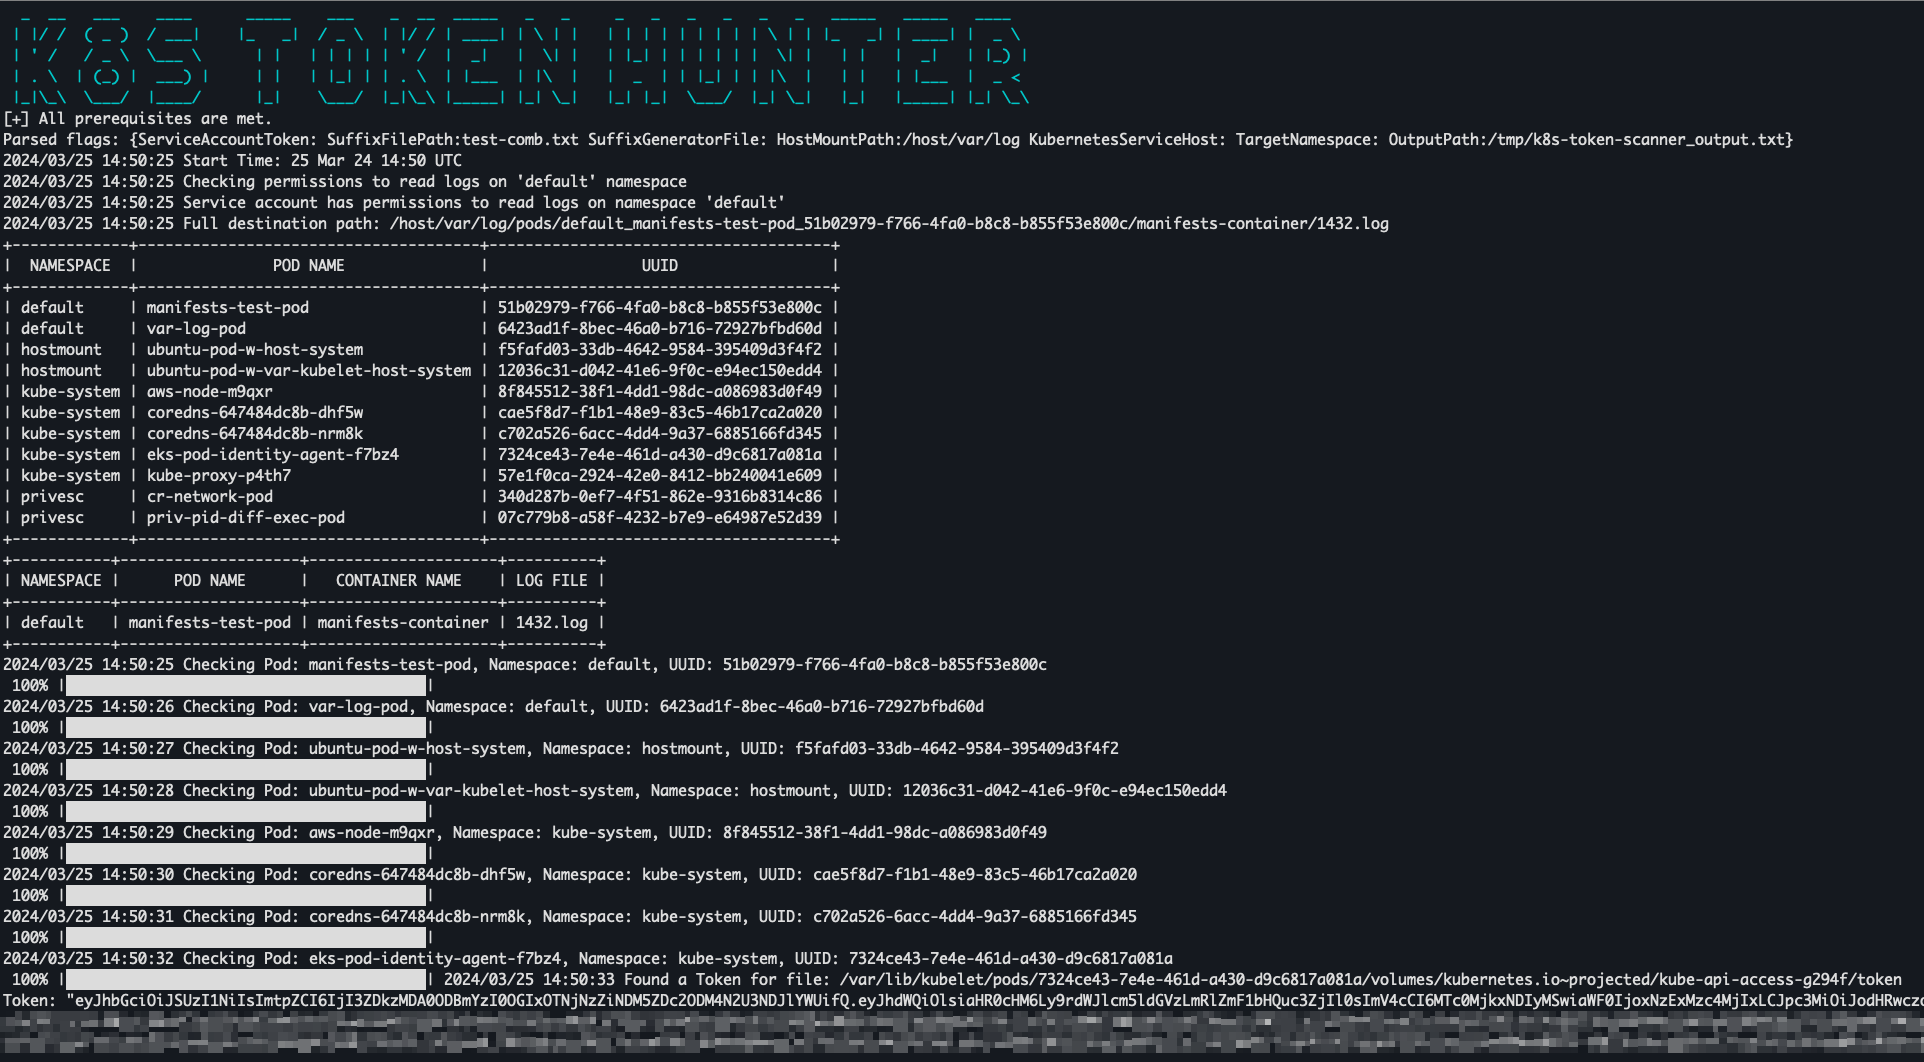 K8S TOKEN HUNTER
[+] All prerequisites are met.
Parsed flags: {ServiceAccountToken: SuffixFilePath:test-comb.txt SuffixGeneratorFile: HostMountPath:/host/var/log KubernetesServiceHost: TargetNamespace: OutputPath:/tmp/k8s-token-scanner_output.txt}
2024/03/25 14:50:25 Start Time: 25 Mar 24 14:50 UTC
2024/03/25 14:50:25 Checking permissions to read logs on 'default' namespace
2024/03/25 14:50:25 Service account has permissions to read logs on namespace 'default'
2024/03/25 14:50:25 Full destination path: /host/var/log/pods/default_manifests-test-pod_51b02979-f766-4fa0-b8c8-b855f53e800c/manifests-container/1432.log
| NAMESPACE | POD NAME | UUID |
| default | manifests-test-pod | 51b02979-f766-4fa0-b8c8-b855f53e800c |
| default | var-log-pod | 6423ad1f-8bec-46a0-b716-72927bfbd60d |
| hostmount | ubuntu-pod-w-host-system | f5fafd03-33db-4642-9584-395409d3f4f2 |
| hostmount | ubuntu-pod-w-var-kubelet-host-system | 12036c31-d042-41e6-9f0c-e94ec150edd4 |
| kube-system | aws-node-m9qxr | 8f845512-38f1-4dd1-98dc-a086983d0f49 |
| kube-system | coredns-647484dc8b-dhf5w | cae5f8d7-f1b1-48e9-83c5-46b17ca2a020 |
| kube-system | coredns-647484dc8b-nrm8k | c702a526-6acc-4dd4-9a37-6885166fd345 |
| kube-system | eks-pod-identity-agent-f7bz4 | 7324ce43-7e4e-461d-a430-d9c6817a081a |
| kube-system | kube-proxy-p4th7 | 57e1f0ca-2924-42e0-8412-bb240041e609 |
| privesc | cr-network-pod | 340d287b-0ef7-4f51-862e-9316b8314c86 |
| privesc | priv-pid-diff-exec-pod | 07c779b8-a58f-4232-b7e9-e64987e52d39 |
| NAMESPACE | POD NAME | CONTAINER NAME | LOG FILE |
| default | manifests-test-pod | manifests-container | 1432.log |
2024/03/25 14:50:25 Checking Pod: manifests-test-pod, Namespace: default, UUID: 51b02979-f766-4fa0-b8c8-b855f53e800c
100% | |
2024/03/25 14:50:26 Checking Pod: var-log-pod, Namespace: default, UUID: 6423ad1f-8bec-46a0-b716-72927bfbd60d
100% | |
2024/03/25 14:50:27 Checking Pod: ubuntu-pod-w-host-system, Namespace: hostmount, UUID: f5fafd03-33db-4642-9584-395409d3f4f2
100% | |
2024/03/25 14:50:28 Checking Pod: ubuntu-pod-w-var-kubelet-host-system, Namespace: hostmount, UUID: 12036c31-d042-41e6-9f0c-e94ec150edd4
100% | |
2024/03/25 14:50:29 Checking Pod: aws-node-m9qxr, Namespace: kube-system, UUID: 8f845512-38f1-4dd1-98dc-a086983d0f49
100% | |
2024/03/25 14:50:30 Checking Pod: coredns-647484dc8b-dhf5w, Namespace: kube-system, UUID: cae5f8d7-f1b1-48e9-83c5-46b17ca2a020
100% | |
2024/03/25 14:50:31 Checking Pod: coredns-647484dc8b-nrm8k, Namespace: kube-system, UUID: c702a526-6acc-4dd4-9a37-6885166fd345
100% | |
2024/03/25 14:50:32 Checking Pod: eks-pod-identity-agent-f7bz4, Namespace: kube-system, UUID: 7324ce43-7e4e-461d-a430-d9c6817a081a
100% | | 2024/03/25 14:50:33 Found a Token for file: /var/lib/kubelet/pods/7324ce43-7e4e-461d-a430-d9c6817a081a/volumes/kubernetes.io~projected/kube-api-access-g294f/token
Token: